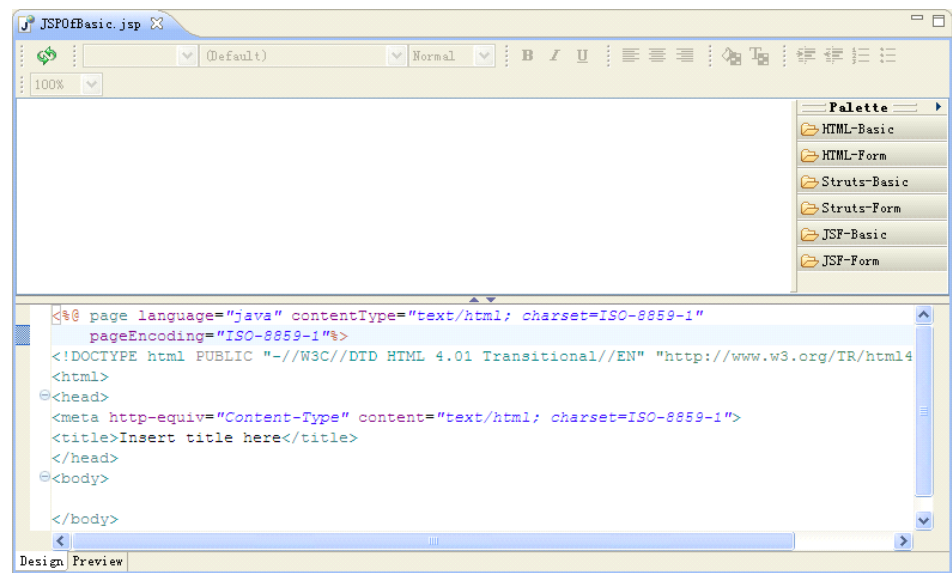 JSPOfBasic.jsp
(Default) Normal B I U
100%
Palette
HTML-Basic
HTML-Form
Struts-Basic
Struts-Form
JSF-Basic
JSF-Form
<%@ page language="java" contentType="text/html; charset=ISO-8859-1"
pageEncoding="ISO-8859-1"%>
<!DOCTYPE html PUBLIC "-//W3C//DTD HTML 4.01 Transitional//EN" "http://www.w3.org/TR/html4
<html>
<head>
<meta http-equiv="Content-Type" content="text/html; charset=ISO-8859-1">
<title>Insert title here</title>
</head>
<body>
</body>
Design Preview